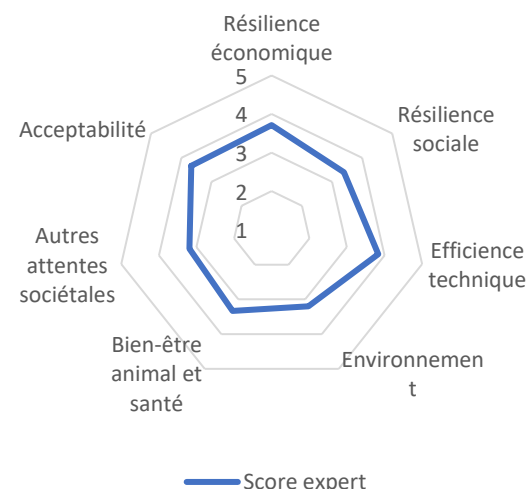 Résilience
économique
5
4
3
2
1
Résilience
sociale
Efficience
technique
Environnemen
t
Bien-être
animal et
santé
Autres
attentes
sociétales
Acceptabilité
Score expert